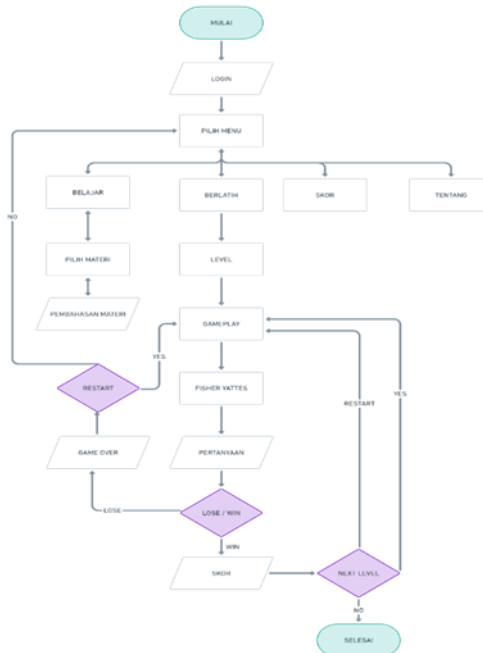 MULAI
LOGIN
PILIH MENU
BELAJAR
BERLATIH
SKOR
TENTANG
NO
PILIH MATERI
LEVEL
PEMBAHASAN MATERI
GAMEPLAY
YES
RESTART
FISHER YATTES
YES
RESTART
GAME OVER
PERTANYAAN
LOSE
LOSE / WIN
WIN
SKOR
NEXT LEVEL
NO
SELESAI